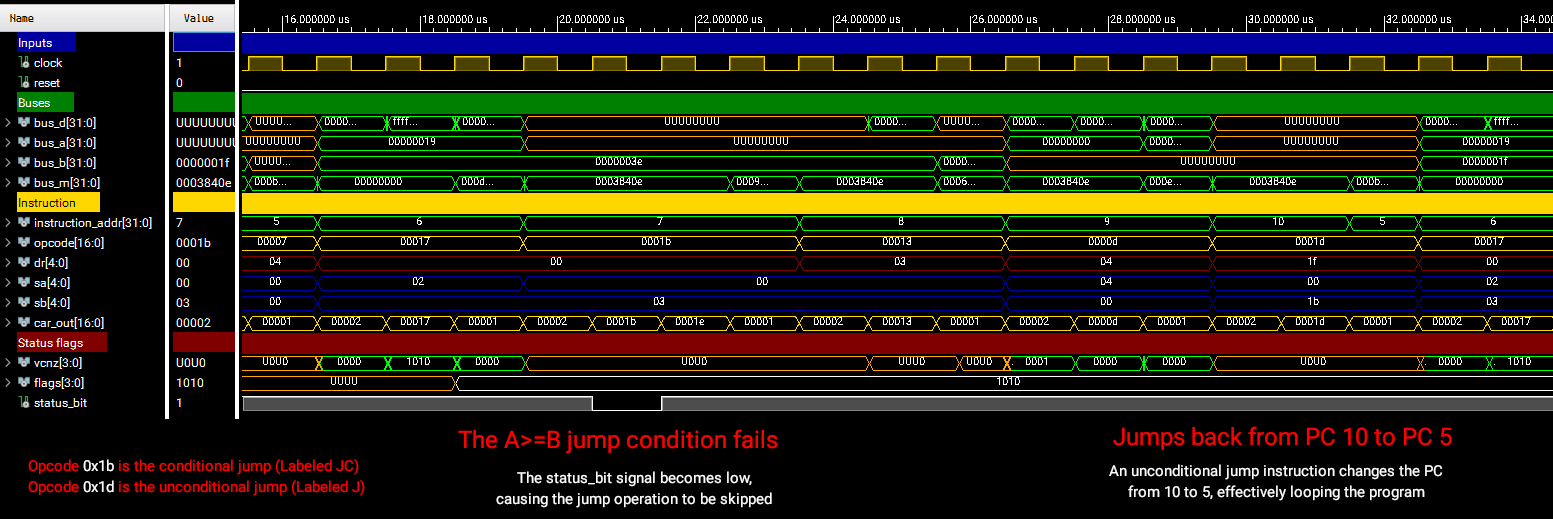 Name Value 16.000000 us 18.000000 us 20.000000 us 22.000000 us 24.000000 us 26.000000 us 28.000000 us 30.000000 us 32.000000 us 34.000
Inputs
clock 1
reset 0
Buses
bus_d[31:0] UUUUUUUU UUUU... 0000... ffff... 0000... UUUUUUUU 0000... UUUU... 0000... 0000... 0000... UUUUUUUU 0000... ffff...
bus_a[31:0] UUUUUUUU UUUUUUUU 00000019 UUUUUUUU 00000000 0000... UUUUUUUU 00000019
bus_b[31:0] 0000001f UUUU... 0000003e 0000... UUUUUUUU 0000001f
bus_m[31:0] 0003840e 000b... 00000000 000d... 0003840e 0009... 0003840e 0006... 0003840e 000e... 0003840e 000b... 00000000
Instruction
instruction_addr[31:0] 7 5 6 7 8 9 10 5 6
opcode[16:0] 0001b 00007 00017 0001b 00013 0000d 0001d 00017
dr[4:0] 00 04 00 03 04 1f 00
sa[4:0] 00 00 02 00 04 00 02
sb[4:0] 03 00 03 00 1b 03
car_out[16:0] 00002 00001 00002 00017 00001 00002 0001b 0001e 00001 00002 00013 00001 00002 0000d 00001 00002 0001d 00001 00002 00017
Status flags
vcnz[3:0] U0U0 U0U0 0000 1010 0000 U0U0 UUU0 U0U0 0001 0000 0000 U0U0 0000 1010
flags[3:0] 1010 UUUU 1010 1010
status_bit 1
The A>=B jump condition fails
The status_bit signal becomes low,
causing the jump operation to be skipped
Jumps back from PC 10 to PC 5
An unconditional jump instruction changes the PC
from 10 to 5, effectively looping the program
Opcode 0x1b is the conditional jump (Labeled JC)
Opcode 0x1d is the unconditional jump (Labeled J)